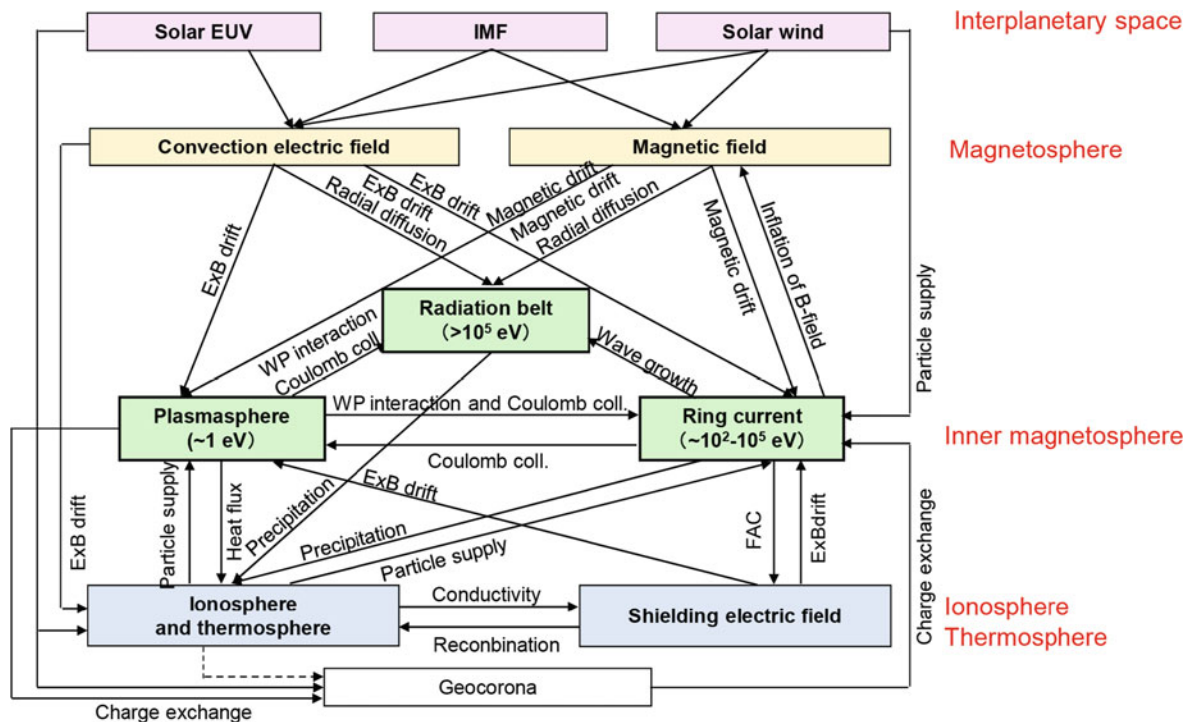 Solar EUV
IMF
Solar wind
Interplanetary space
Convection electric field
Magnetic field
Magnetosphere
ExB drift
Radial diffusion
ExB drift
ExB drift
Magnetic drift
Magnetic drift
Radial diffusion
Magnetic drift
Inflation of B-field
Particle supply
Radiation belt
(>10⁵ eV)
WP interaction
Coulomb coll.
Wave growth
Plasmasphere
(~1 eV)
WP interaction and Coulomb coll.
Ring current
(~10²-10⁵ eV)
Inner magnetosphere
Coulomb coll.
ExB drift
ExB drift
Particle supply
Heat flux
Precipitation
Precipitation
Particle supply
FAC
ExBdrift
Charge exchange
Ionosphere
and thermosphere
Conductivity
Recombination
Shielding electric field
Ionosphere
Thermosphere
Geocorona
Charge exchange